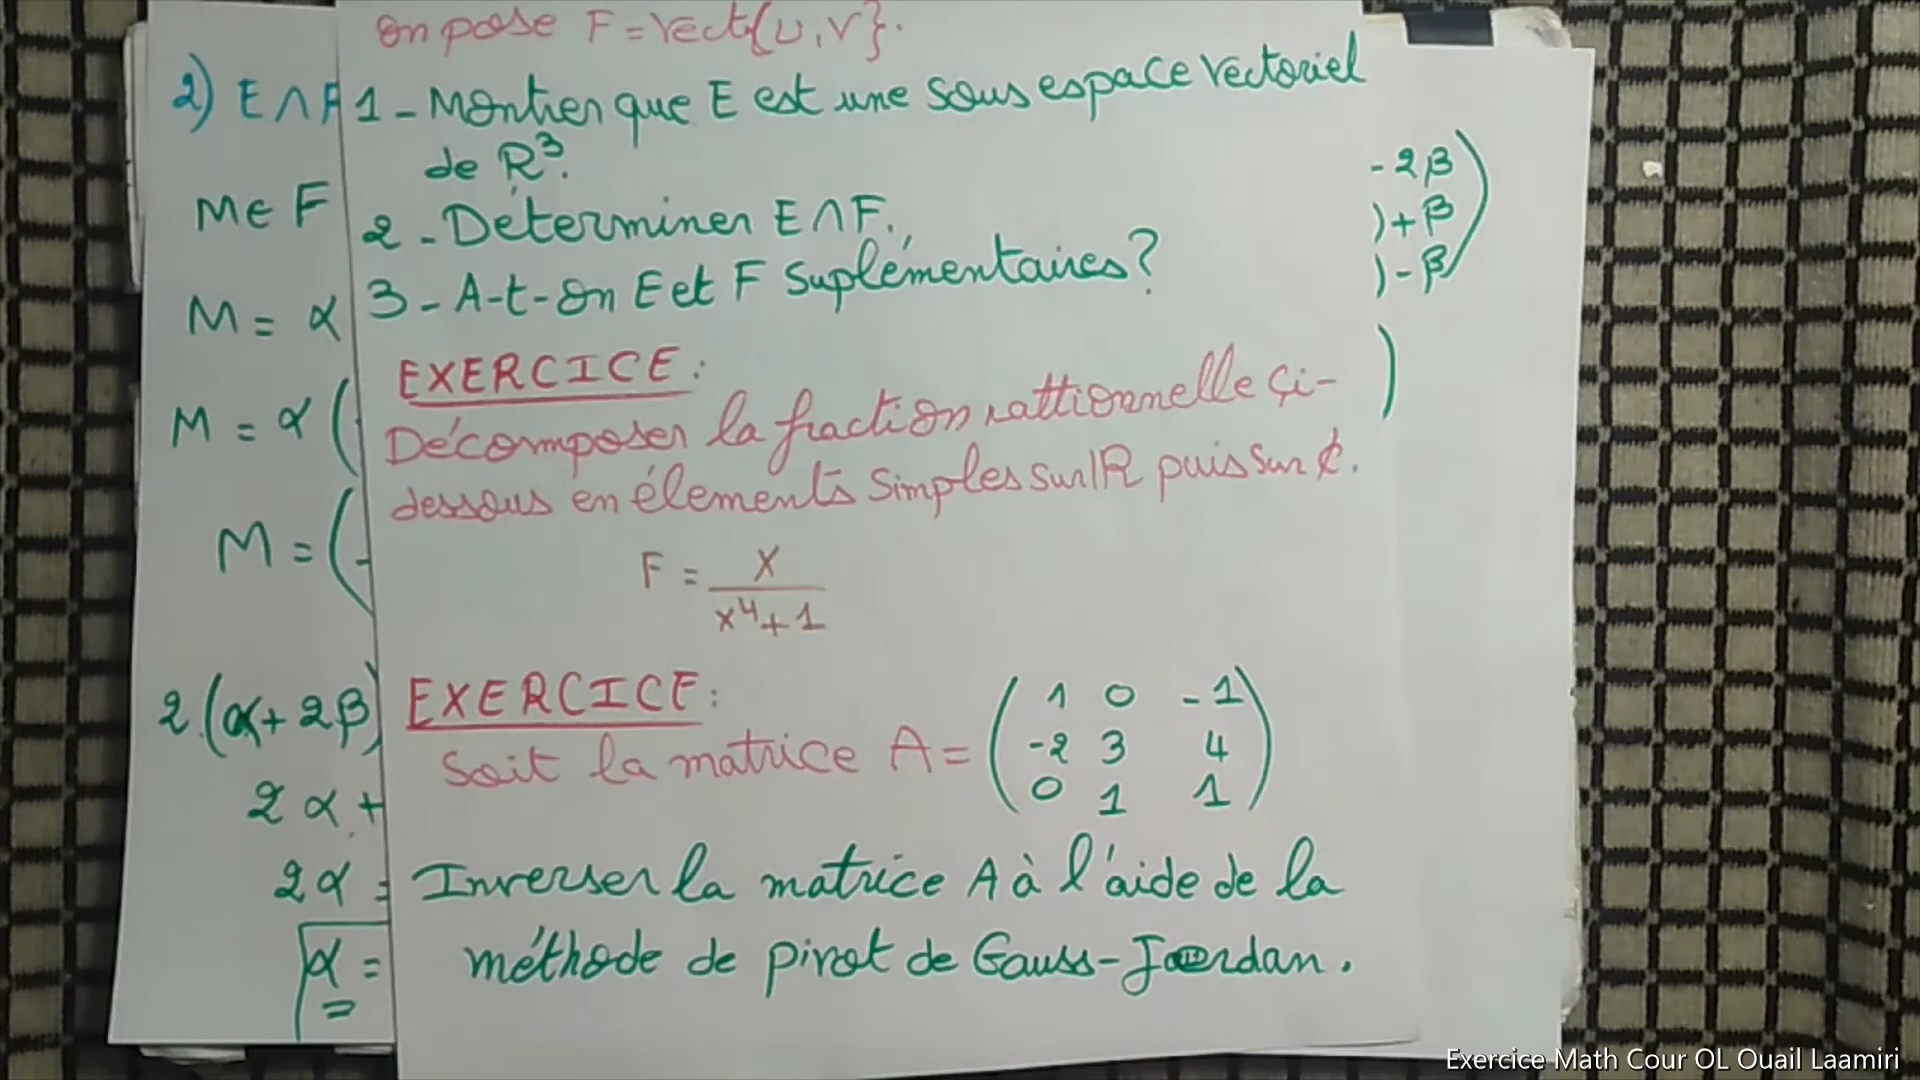 on pose F = Vect{U,V}.
1 - Montrer que E est une sous espace vectoriel
de R³.
2 - Déterminer E∩F.
3 - A-t-on E et F Suplémentaires?
EXERCICE:
Décomposer la fraction rattionnelle çi-
dessous en élements simples sur IR puis sur ₵.
F = X / (x⁴+1)
EXERCICE:
Soit la matrice A = ( 1 0 -1
-2 3 4
0 1 1 )
Inverser la matrice A à l'aide de la
méthode de pivot de Gauss-Joerdan.
2) E∩F
M∈F
M = α
M = α (
M = (
2.(α+2β)
2α +
2α =
α =
-2β
)+β
)-β
)
Exercice Math Cour OL Ouail Laamiri